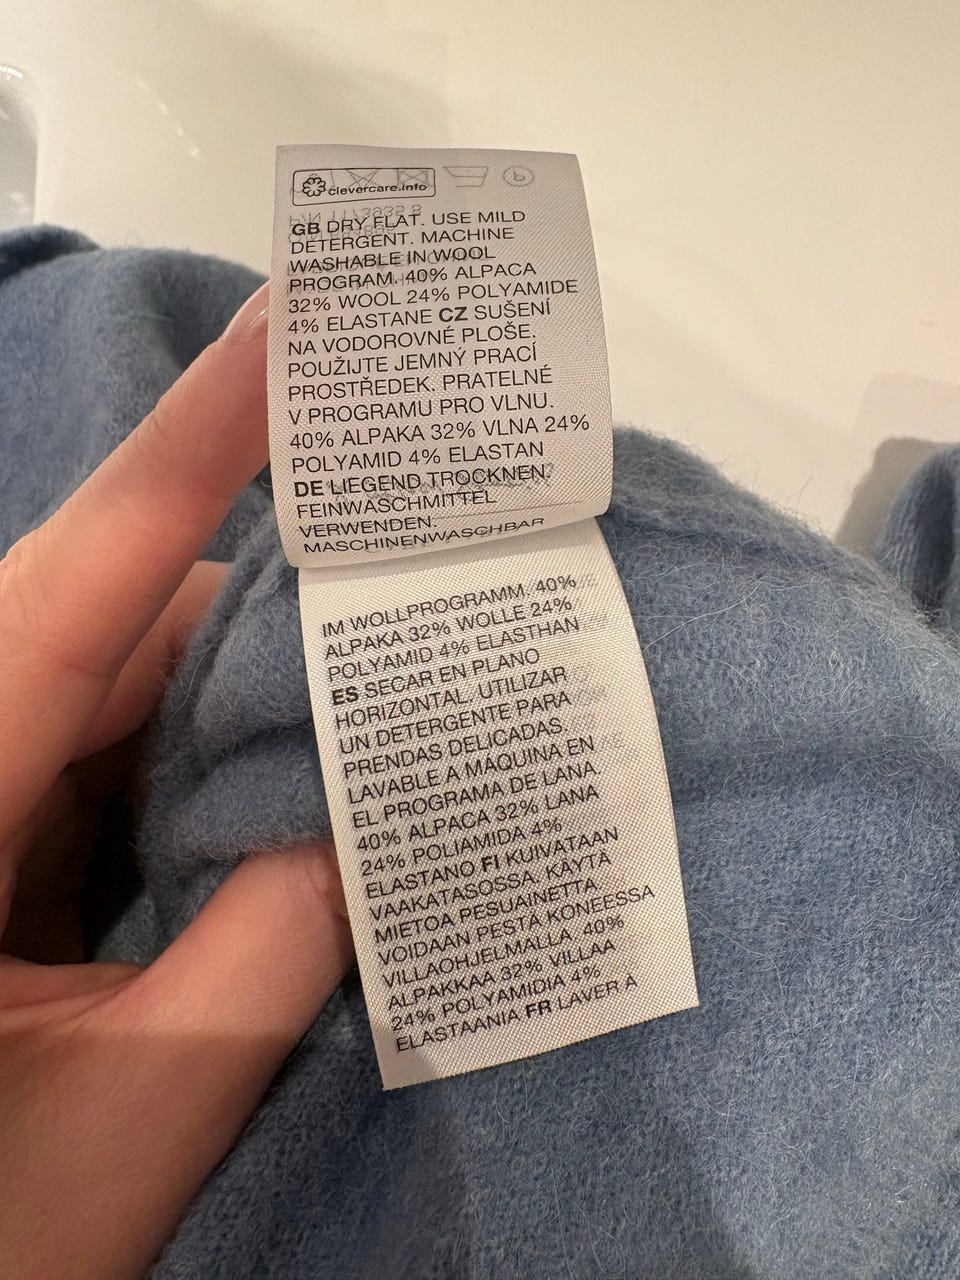 clevercare.info
GB DRY FLAT. USE MILD
DETERGENT. MACHINE
WASHABLE IN WOOL
PROGRAM. 40% ALPACA
32% WOOL 24% POLYAMIDE
4% ELASTANE CZ SUŠENÍ
NA VODOROVNÉ PLOŠE.
POUŽIJTE JEMNÝ PRACÍ
PROSTŘEDEK. PRATELNÉ
V PROGRAMU PRO VLNU.
40% ALPAKA 32% VLNA 24%
POLYAMID 4% ELASTAN
DE LIEGEND TROCKNEN.
FEINWASCHMITTEL
VERWENDEN.
MASCHINENWASCHBAR
IM WOLLPROGRAMM. 40%
ALPAKA 32% WOLLE 24%
POLYAMID 4% ELASTHAN
ES SECAR EN PLANO
HORIZONTAL. UTILIZAR
UN DETERGENTE PARA
PRENDAS DELICADAS.
LAVABLE A MÁQUINA EN
EL PROGRAMA DE LANA.
40% ALPACA 32% LANA
24% POLIAMIDA 4%
ELASTANO FI KUIVATAAN
VAAKATASOSSA. KÄYTÄ
MIETOA PESUAINETTA.
VOIDAAN PESTÄ KONEESSA
VILLAOHJELMALLA. 40%
ALPAKKAA 32% VILLAA
24% POLYAMIDIA 4%
ELASTAANIA FR LAVER À